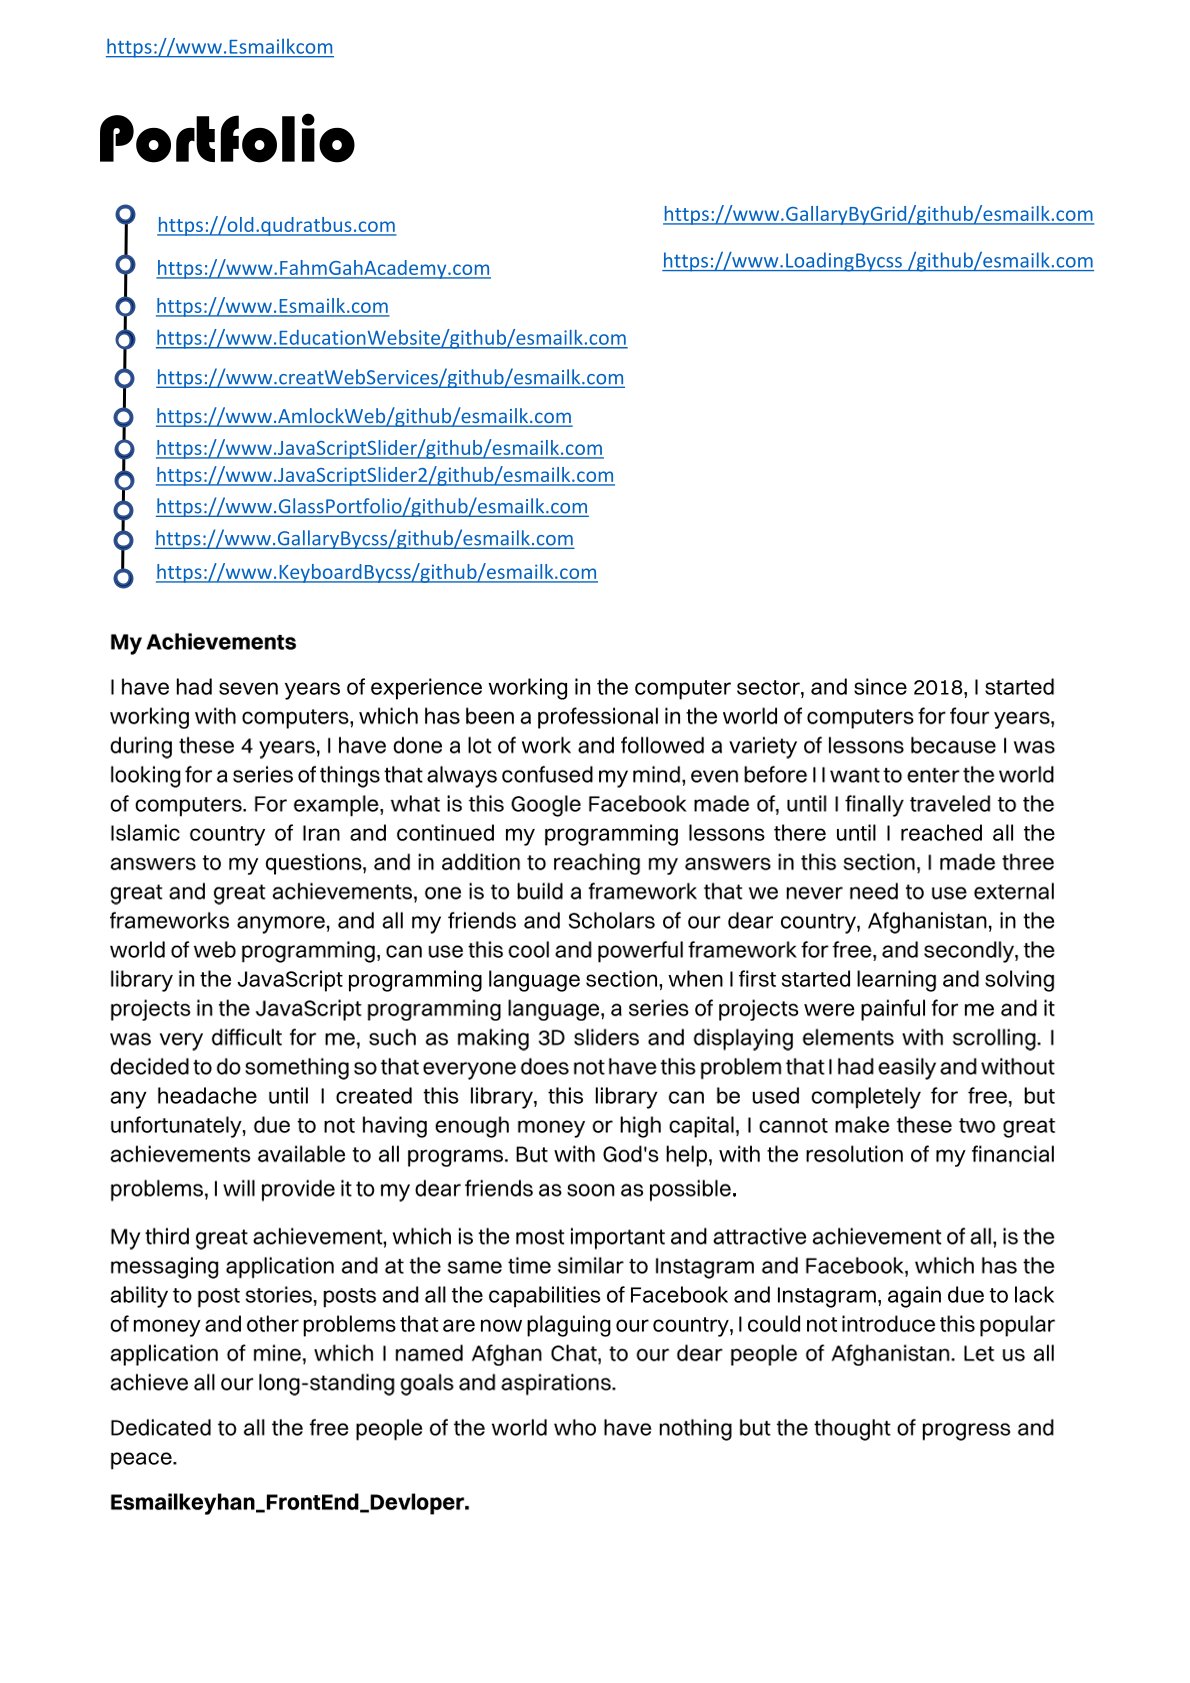 https://www.Esmailkcom
Portfolio
https://old.qudratbus.com
https://www.FahmGahAcademy.com
https://www.Esmailk.com
https://www.EducationWebsite/github/esmailk.com
https://www.creatWebServices/github/esmailk.com
https://www.AmlockWeb/github/esmailk.com
https://www.JavaScriptSlider/github/esmailk.com
https://www.JavaScriptSlider2/github/esmailk.com
https://www.GlassPortfolio/github/esmailk.com
https://www.GallaryBycss/github/esmailk.com
https://www.KeyboardBycss/github/esmailk.com
https://www.GallaryByGrid/github/esmailk.com
https://www.LoadingBycss /github/esmailk.com
My Achievements
I have had seven years of experience working in the computer sector, and since 2018, I started
working with computers, which has been a professional in the world of computers for four years,
during these 4 years, I have done a lot of work and followed a variety of lessons because I was
looking for a series of things that always confused my mind, even before I I want to enter the world
of computers. For example, what is this Google Facebook made of, until I finally traveled to the
Islamic country of Iran and continued my programming lessons there until I reached all the
answers to my questions, and in addition to reaching my answers in this section, I made three
great and great achievements, one is to build a framework that we never need to use external
frameworks anymore, and all my friends and Scholars of our dear country, Afghanistan, in the
world of web programming, can use this cool and powerful framework for free, and secondly, the
library in the JavaScript programming language section, when I first started learning and solving
projects in the JavaScript programming language, a series of projects were painful for me and it
was very difficult for me, such as making 3D sliders and displaying elements with scrolling. I
decided to do something so that everyone does not have this problem that I had easily and without
any headache until I created this library, this library can be used completely for free, but
unfortunately, due to not having enough money or high capital, I cannot make these two great
achievements available to all programs. But with God's help, with the resolution of my financial
problems, I will provide it to my dear friends as soon as possible.
My third great achievement, which is the most important and attractive achievement of all, is the
messaging application and at the same time similar to Instagram and Facebook, which has the
ability to post stories, posts and all the capabilities of Facebook and Instagram, again due to lack
of money and other problems that are now plaguing our country, I could not introduce this popular
application of mine, which I named Afghan Chat, to our dear people of Afghanistan. Let us all
achieve all our long-standing goals and aspirations.
Dedicated to all the free people of the world who have nothing but the thought of progress and
peace.
Esmailkeyhan_FrontEnd_Devloper.